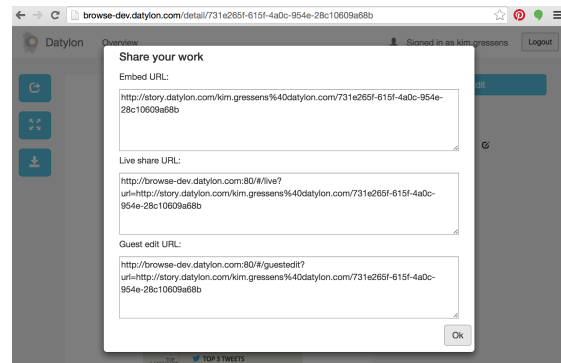 browse-dev.datylon.com/detail/731e265f-615f-4a0c-954e-28c10609a68b
Datylon Overview Signed in as kim.gressens Logout
Share your work
Embed URL:
http://story.datylon.com/kim.gressens%40datylon.com/731e265f-615f-4a0c-954e-
28c10609a68b
Live share URL:
http://browse-dev.datylon.com:80/#/live?
url=http://story.datylon.com/kim.gressens%40datylon.com/731e265f-615f-4a0c-
954e-28c10609a68b
Guest edit URL:
http://browse-dev.datylon.com:80/#/guestedit?
url=http://story.datylon.com/kim.gressens%40datylon.com/731e265f-615f-4a0c-
954e-28c10609a68b
Ok
TOP TOP 3 TWEETS